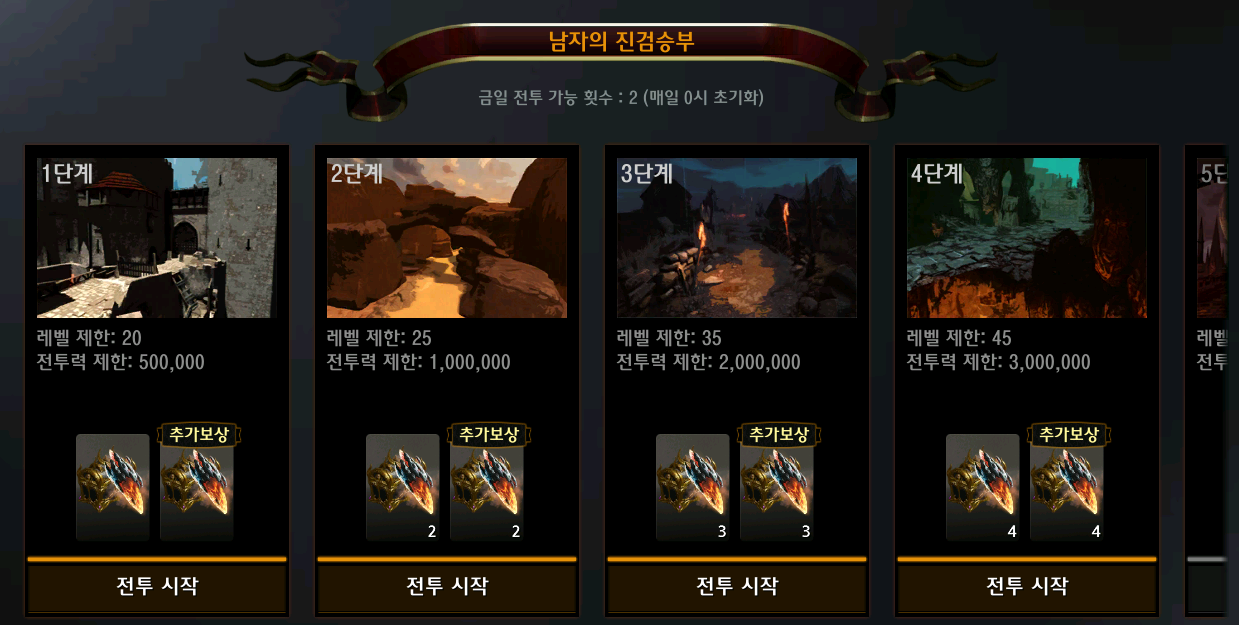 남자의 진검승부
금일 전투 가능 횟수 : 2 (매일 0시 초기화)
1단계
레벨 제한: 20
전투력 제한: 500,000
추가보상
전투 시작
2단계
레벨 제한: 25
전투력 제한: 1,000,000
추가보상
2
2
전투 시작
3단계
레벨 제한: 35
전투력 제한: 2,000,000
추가보상
3
3
전투 시작
4단계
레벨 제한: 45
전투력 제한: 3,000,000
추가보상
4
4
전투 시작
5단
레벨
전투